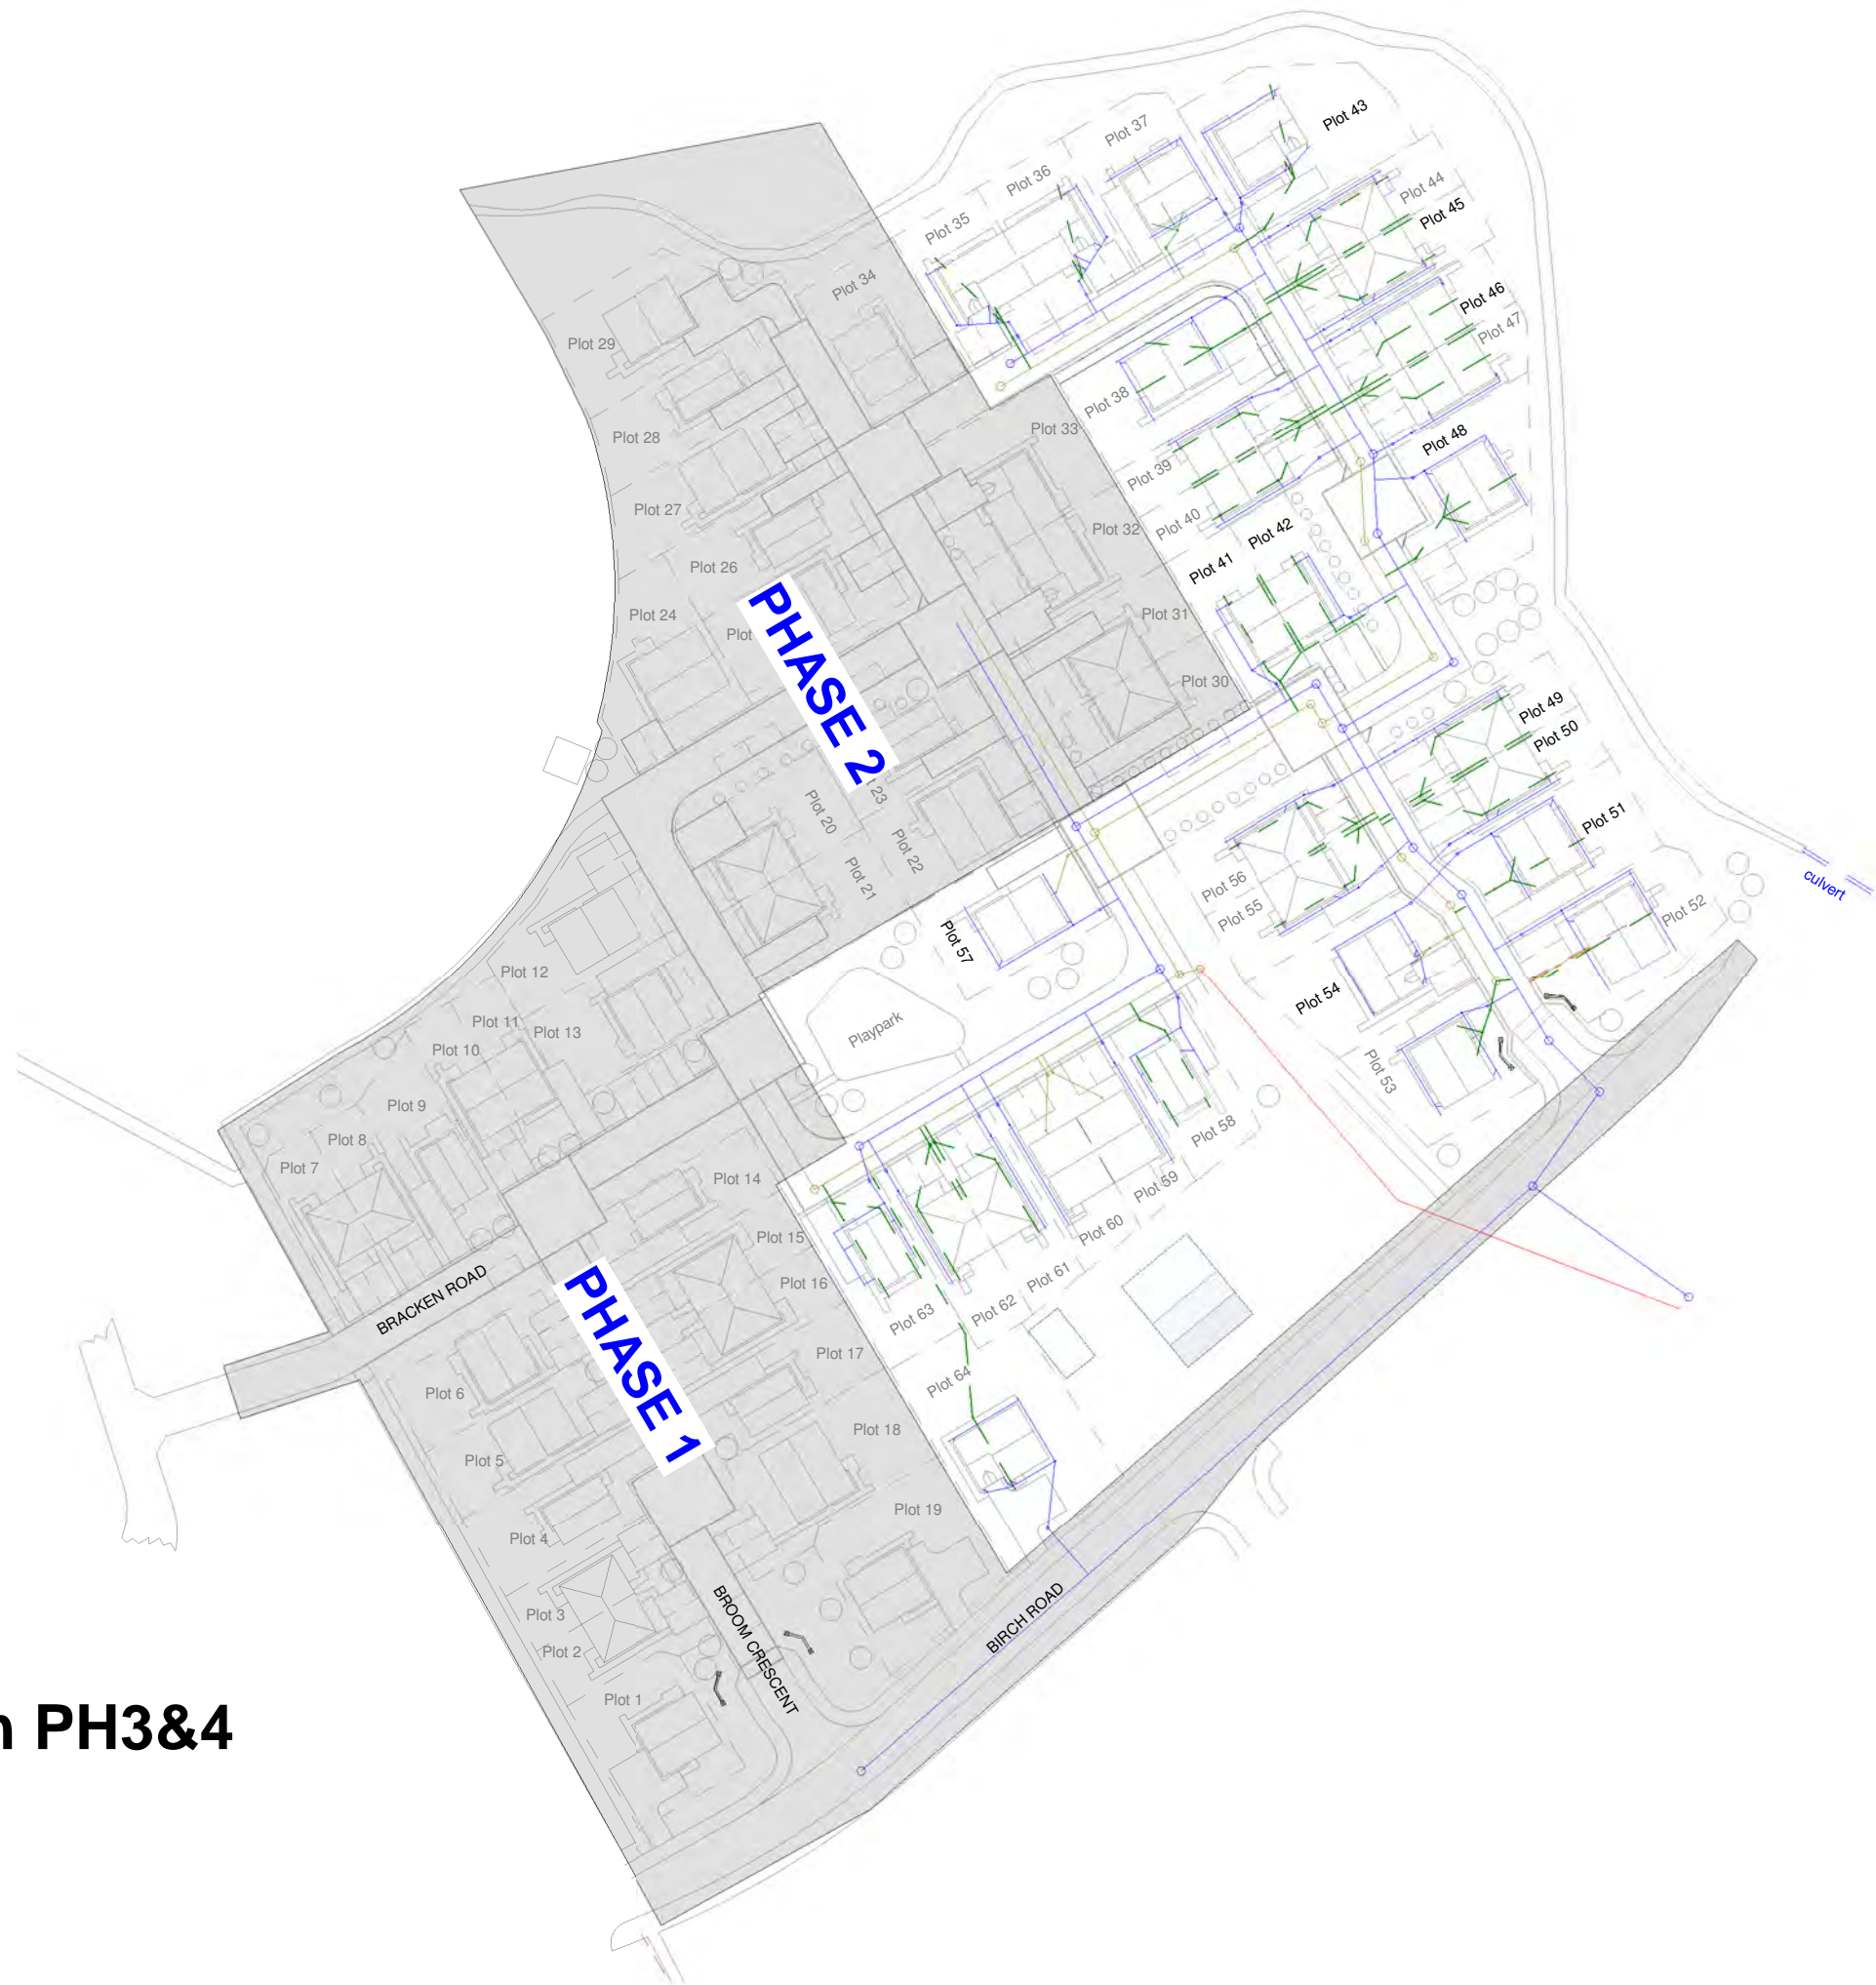 Plot 43
Plot 37
Plot 36
Plot 44
Plot 45
Plot 35
Plot 34
Plot 46
Plot 47
Plot 29
Plot 38
Plot 33
Plot 28
Plot 48
Plot 39
Plot 27
Plot 40
Plot 32
Plot 42
Plot 26
Plot 41
Plot 24
Plot
Plot 31
PHASE 2
Plot 30
Plot 49
Plot 50
23
Plot 20
Plot 51
Plot 22
Plot 21
Plot 56
culvert
Plot 55
Plot 52
Plot 57
Plot 12
Plot 54
Plot 11
Plot 13
Playpark
Plot 10
Plot 53
Plot 9
Plot 58
Plot 8
Plot 7
Plot 14
Plot 59
Plot 15
Plot 60
Plot 16
Plot 61
BRACKEN ROAD
Plot 62
Plot 63
PHASE 1
Plot 17
Plot 64
Plot 6
Plot 18
Plot 5
Plot 19
Plot 4
Plot 3
BROOM CRESCENT
BIRCH ROAD
Plot 2
Plot 1
n PH3&4